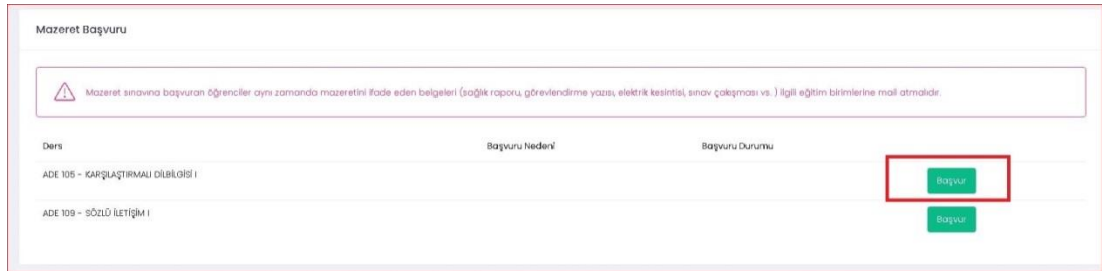 Mazeret Başvuru
Mazeret sınavına başvuran öğrenciler aynı zamanda mazeretini ifade eden belgeleri (sağlık raporu, görevlendirme yazısı, elektrik kesintisi, sınav çakışması vs. ) ilgili eğitim birimlerine mail atmalıdır.
Ders Başvuru Nedeni Başvuru Durumu
ADE 105 - KARŞILAŞTIRMALI DİLBİLGİSİ I Başvur
ADE 109 - SÖZLÜ İLETİŞİM I Başvur